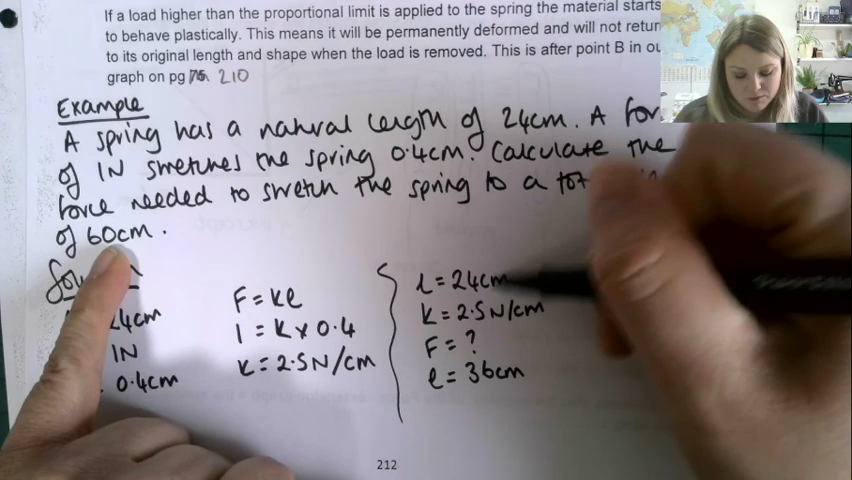 If a load higher than the proportional limit is applied to the spring the material starts
to behave plastically. This means it will be permanently deformed and will not retur
to its original length and shape when the load is removed. This is after point B in ou
graph on pg 210
Example
A spring has a natural length of 24cm. A for
of 1N stretches the spring 0.4cm. Calculate the
force needed to stretch the spring to a tot
of 60cm.
24cm
1N
0.4cm
F = ke
1 = K x 0.4
K = 2.5N/cm
l = 24cm
K = 2.5N/cm
F = ?
e = 36cm
212